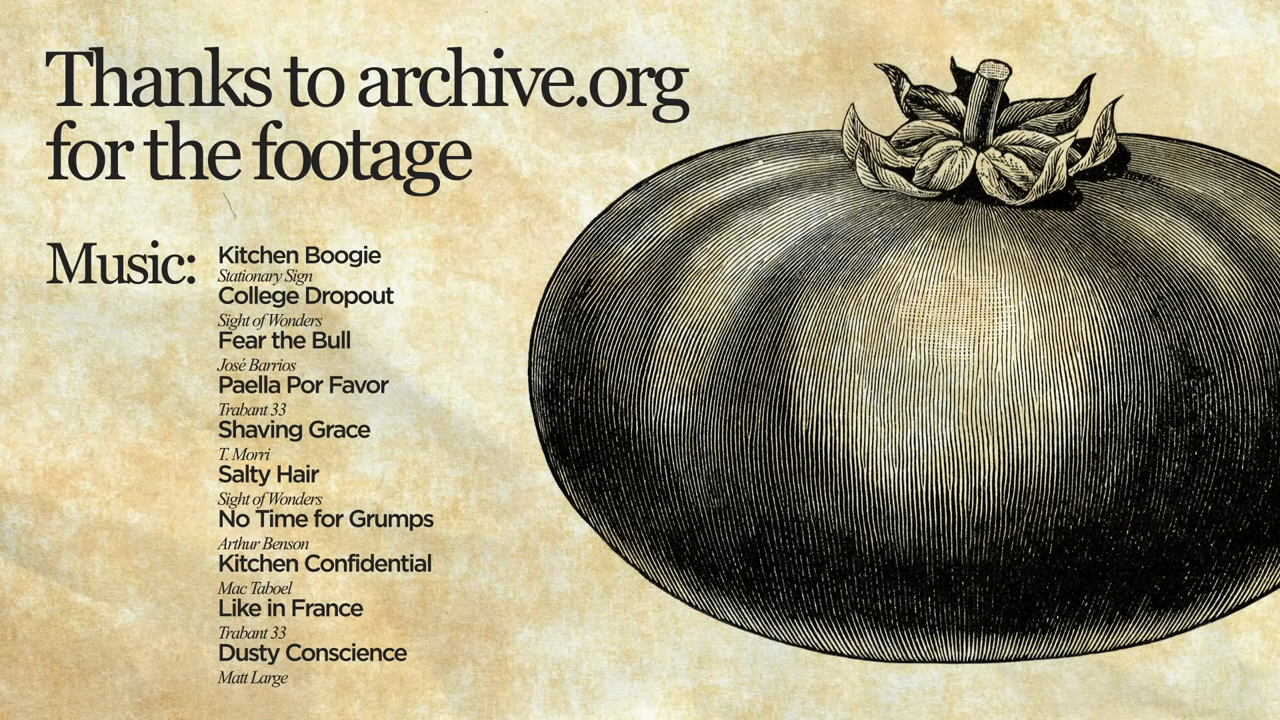 Thanks to archive.org
for the footage
Music:
Kitchen Boogie
Stationary Sign
College Dropout
Sight of Wonders
Fear the Bull
José Barrios
Paella Por Favor
Trabant 33
Shaving Grace
T. Morri
Salty Hair
Sight of Wonders
No Time for Grumps
Arthur Benson
Kitchen Confidential
Mac Taboel
Like in France
Trabant 33
Dusty Conscience
Matt Large